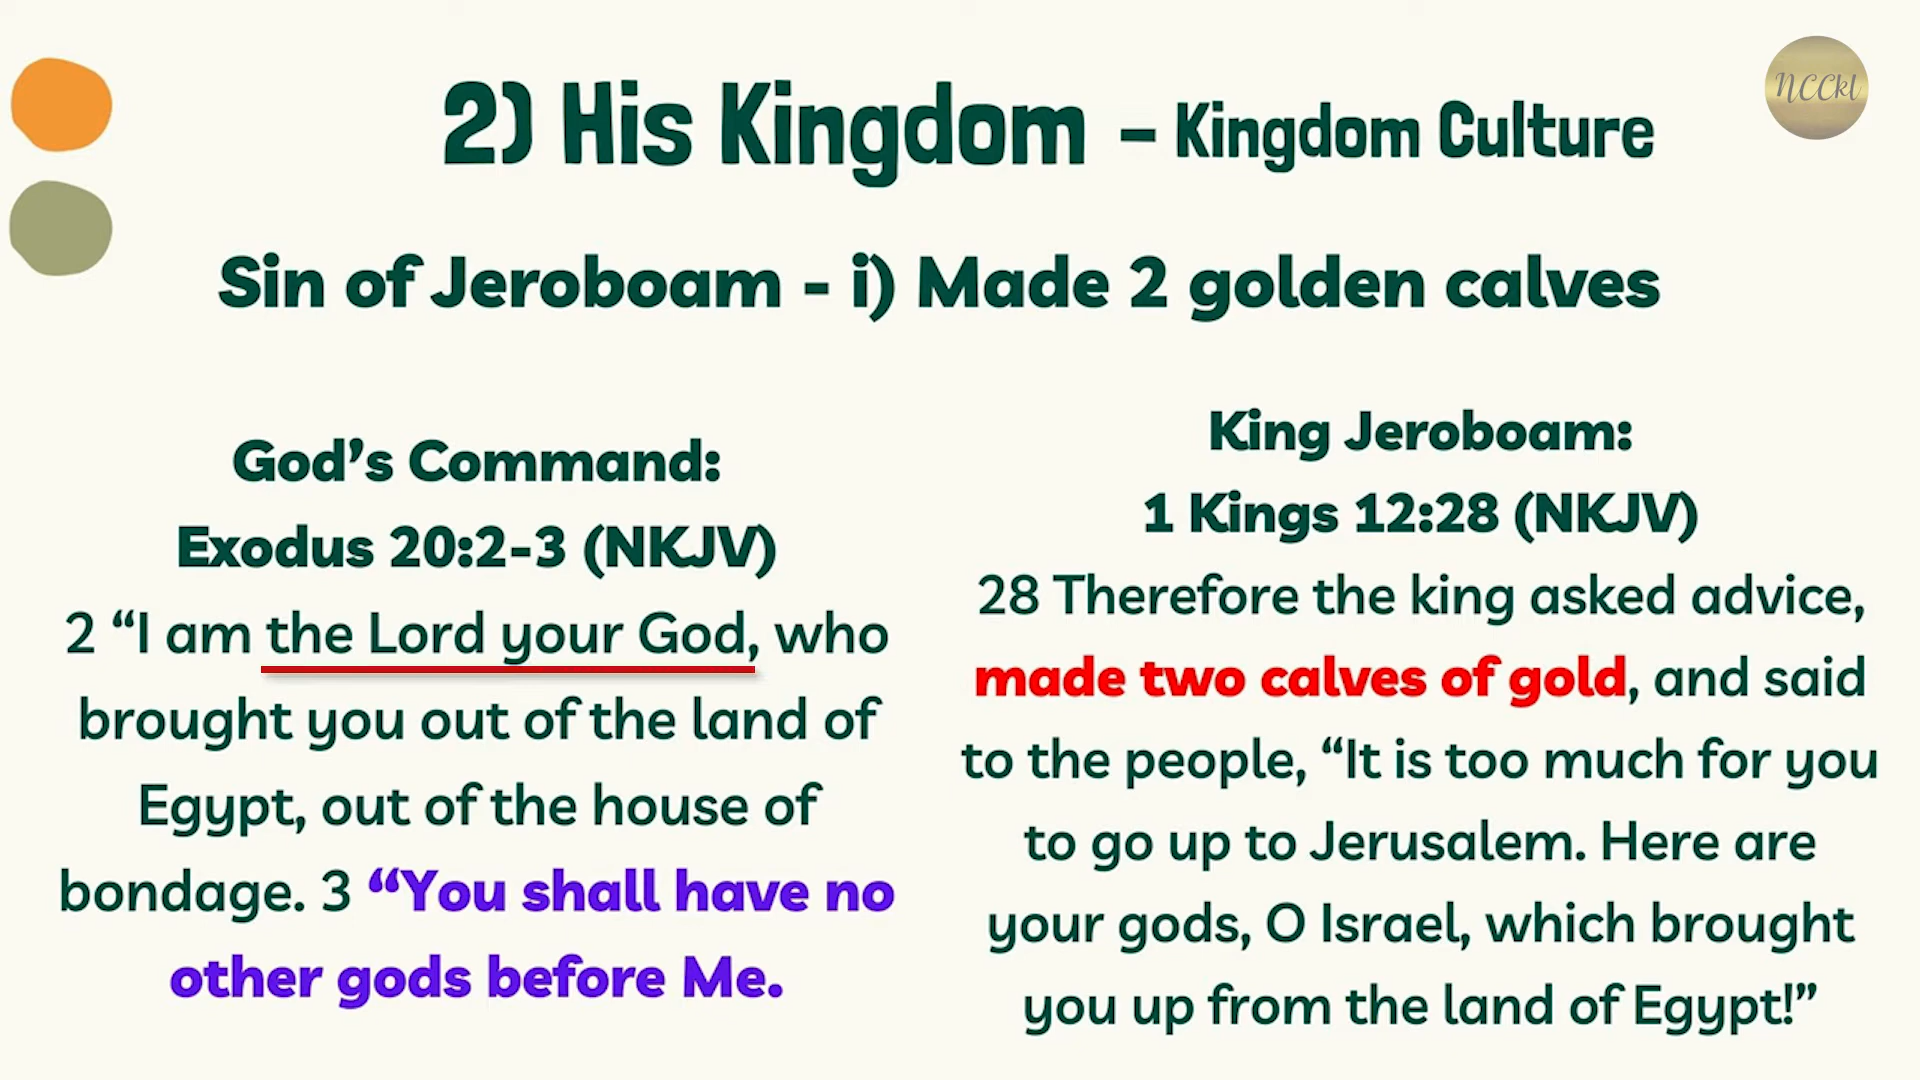 NCCkl
2) His Kingdom – Kingdom Culture
Sin of Jeroboam - i) Made 2 golden calves
God’s Command:
Exodus 20:2-3 (NKJV)
2 “I am the Lord your God, who
brought you out of the land of
Egypt, out of the house of
bondage. 3 “You shall have no
other gods before Me.
King Jeroboam:
1 Kings 12:28 (NKJV)
28 Therefore the king asked advice,
made two calves of gold, and said
to the people, “It is too much for you
to go up to Jerusalem. Here are
your gods, O Israel, which brought
you up from the land of Egypt!”